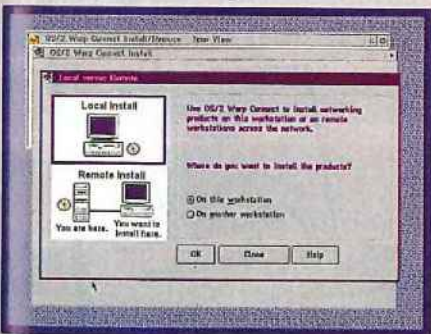 OS/2 Warp Connect Install/Remove - Icon View
OS/2 Warp Connect Install
Local versus Remote
Local Install
Use OS/2 Warp Connect to install networking
products on this workstation or on remote
workstations across the network.
Remote Install
Where do you want to install the products?
On this workstation
On another workstation
You are here.
You want to
install here.
OK
Close
Help